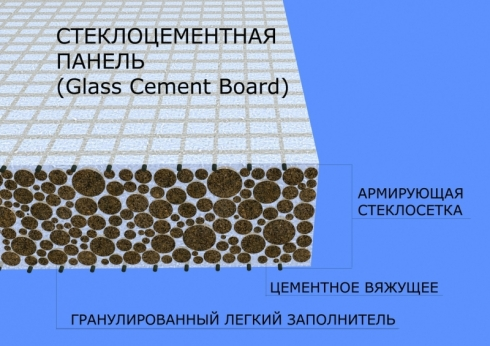 СТЕКЛОЦЕМЕНТНАЯ
ПАНЕЛЬ
(Glass Cement Board)
АРМИРУЮЩАЯ
СТЕКЛОСЕТКА
ЦЕМЕНТНОЕ ВЯЖУЩЕЕ
ГРАНУЛИРОВАННЫЙ ЛЕГКИЙ ЗАПОЛНИТЕЛЬ